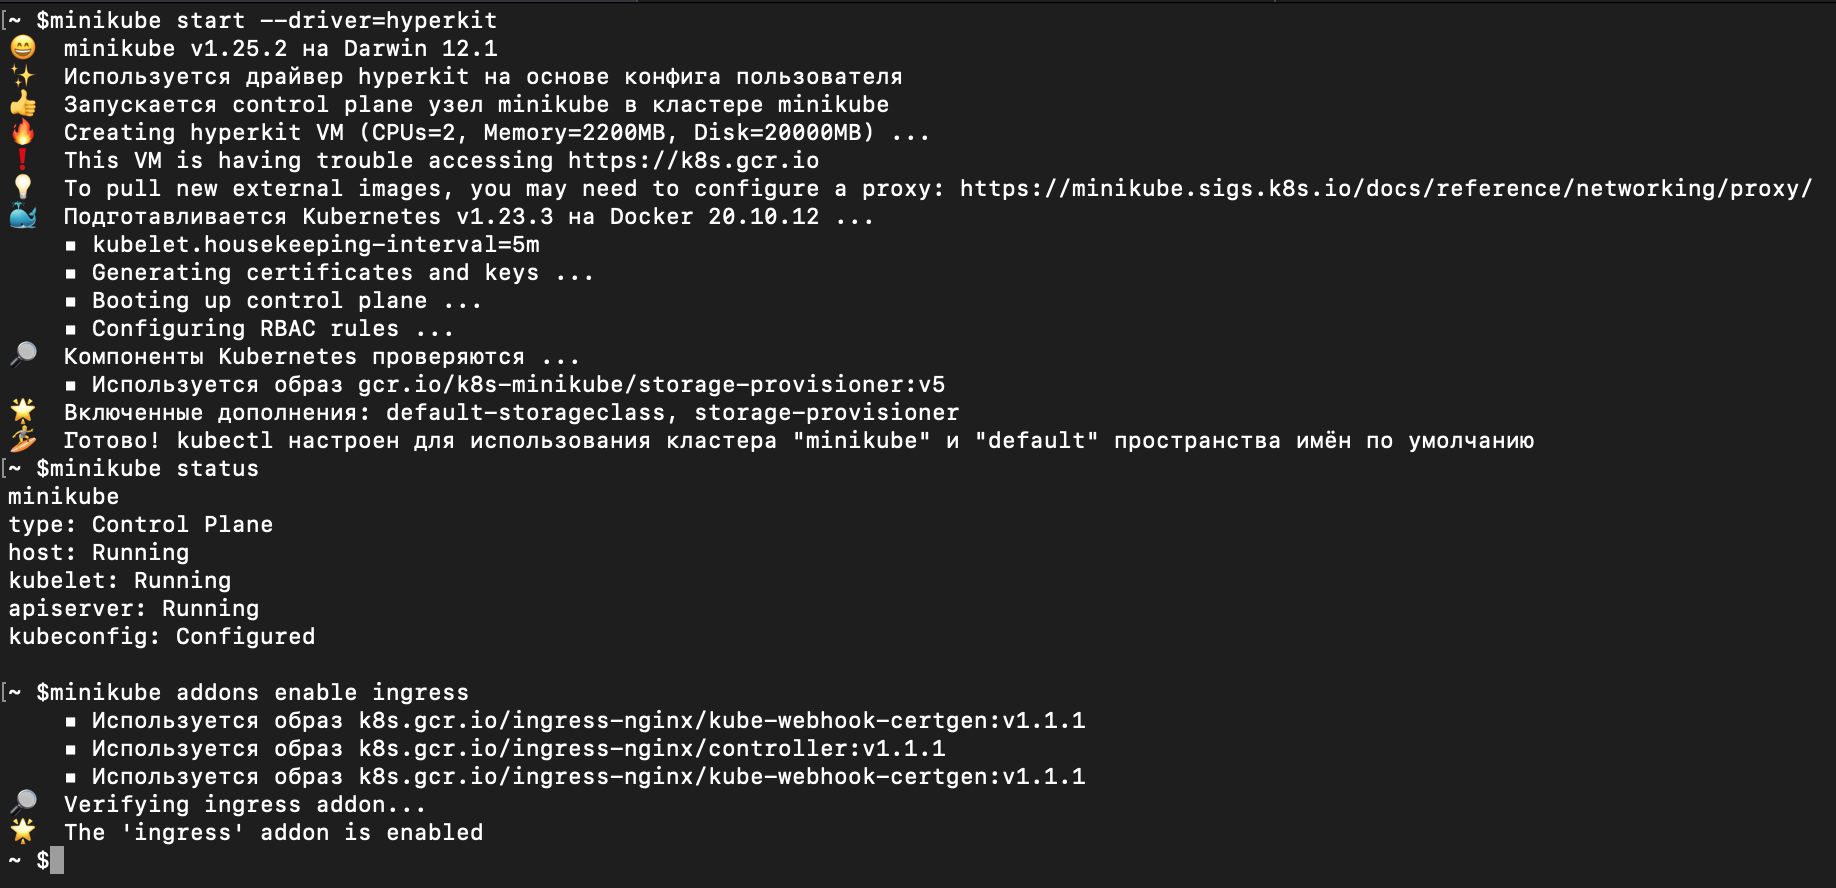 [~ $minikube start --driver=hyperkit
😄  minikube v1.25.2 на Darwin 12.1
✨  Используется драйвер hyperkit на основе конфига пользователя
👍  Запускается control plane узел minikube в кластере minikube
🔥  Creating hyperkit VM (CPUs=2, Memory=2200MB, Disk=20000MB) ...
❗  This VM is having trouble accessing https://k8s.gcr.io
💡  To pull new external images, you may need to configure a proxy: https://minikube.sigs.k8s.io/docs/reference/networking/proxy/
🐳  Подготавливается Kubernetes v1.23.3 на Docker 20.10.12 ...
    ▪ kubelet.housekeeping-interval=5m
    ▪ Generating certificates and keys ...
    ▪ Booting up control plane ...
    ▪ Configuring RBAC rules ...
🔎  Компоненты Kubernetes проверяются ...
    ▪ Используется образ gcr.io/k8s-minikube/storage-provisioner:v5
🌟  Включенные дополнения: default-storageclass, storage-provisioner
🏄  Готово! kubectl настроен для использования кластера "minikube" и "default" пространства имён по умолчанию
[~ $minikube status
minikube
type: Control Plane
host: Running
kubelet: Running
apiserver: Running
kubeconfig: Configured
[~ $minikube addons enable ingress
    ▪ Используется образ k8s.gcr.io/ingress-nginx/kube-webhook-certgen:v1.1.1
    ▪ Используется образ k8s.gcr.io/ingress-nginx/controller:v1.1.1
    ▪ Используется образ k8s.gcr.io/ingress-nginx/kube-webhook-certgen:v1.1.1
🔎  Verifying ingress addon...
🌟  The 'ingress' addon is enabled
~ $